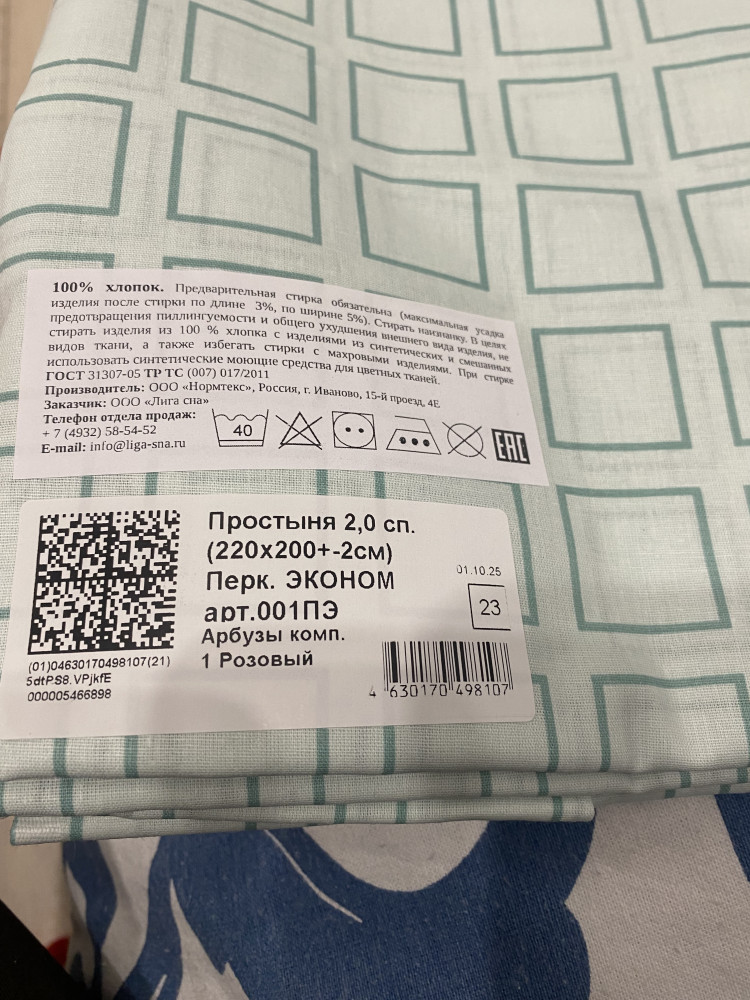 100% хлопок. Предварительная стирка обязательна (максимальная усадка
изделия после стирки по длине 3%, по ширине 5%). Стирать наизнанку. В целях
предотвращения пиллингуемости и общего ухудшения внешнего вида изделия, не
стирать изделия из 100 % хлопка с изделиями из синтетических и смешанных
видов ткани, а также избегать стирки с махровыми изделиями. При стирке
использовать синтетические моющие средства для цветных тканей.
ГОСТ 31307-05 ТР ТС (007) 017/2011
Производитель: ООО «Нормтекс», Россия, г. Иваново, 15-й проезд, 4Е
Заказчик: ООО «Лига сна»
Телефон отдела продаж:
+ 7 (4932) 58-54-52
E-mail: info@liga-sna.ru
40
EAC
Простыня 2,0 сп.
(220х200+-2см)
Перк. ЭКОНОМ
арт.001ПЭ
Арбузы комп.
1 Розовый
01.10.25
23
(01)04630170498107(21)
5dtPS8.VPjkfE
000005466898
4 630170 498107